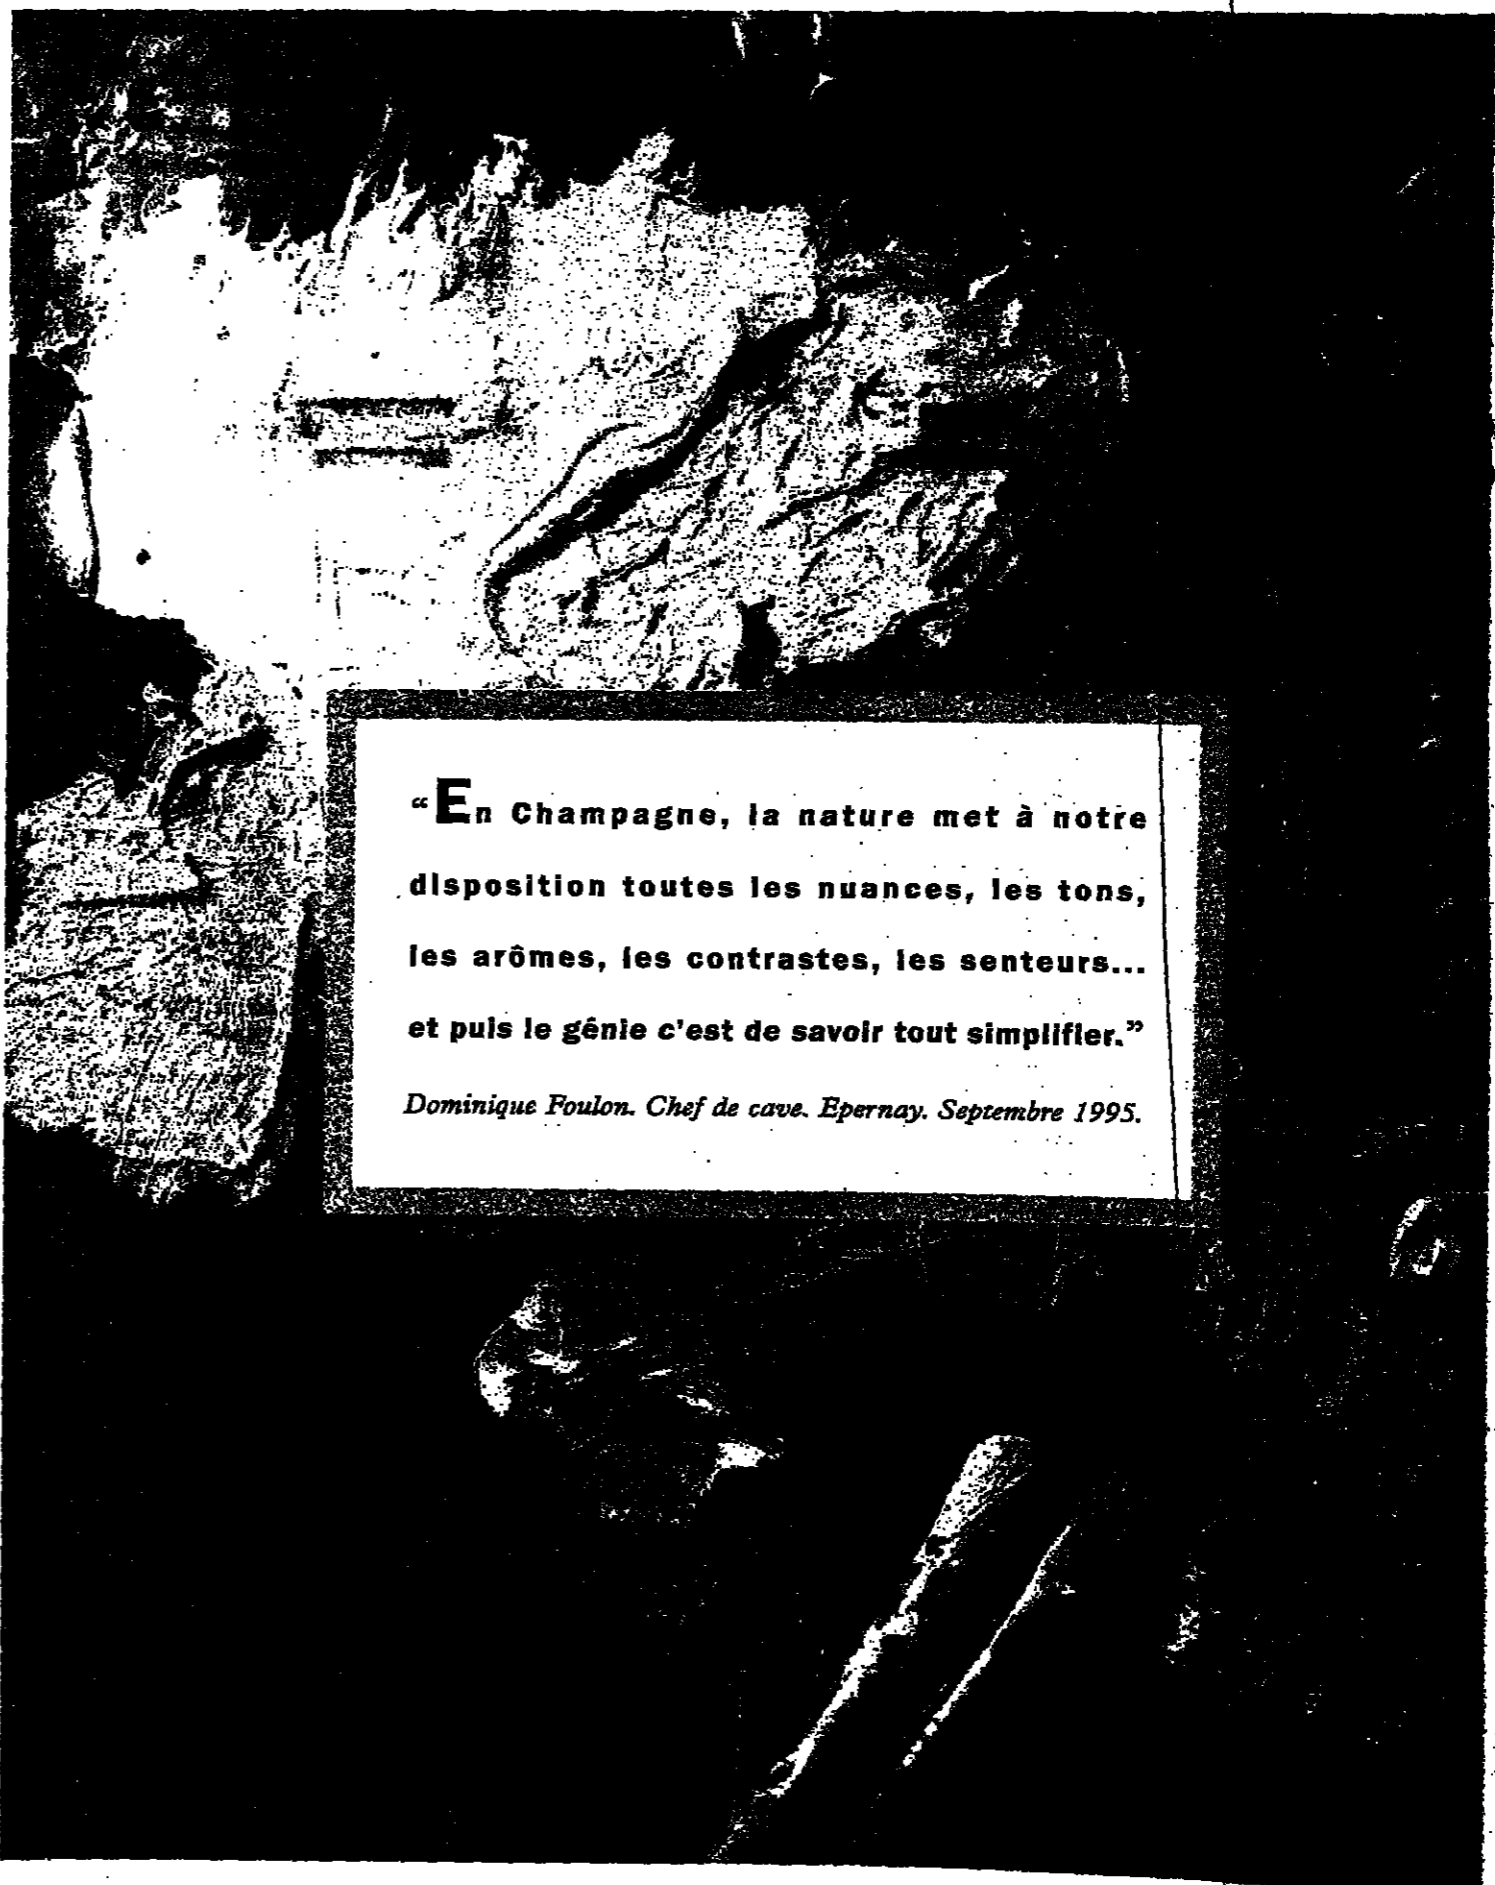 “En Champagne, la nature met à notre
disposition toutes les nuances, les tons,
les arômes, les contrastes, les senteurs...
et puis le génie c'est de savoir tout simplifier.”
Dominique Foulon. Chef de cave. Epernay. Septembre 1995.